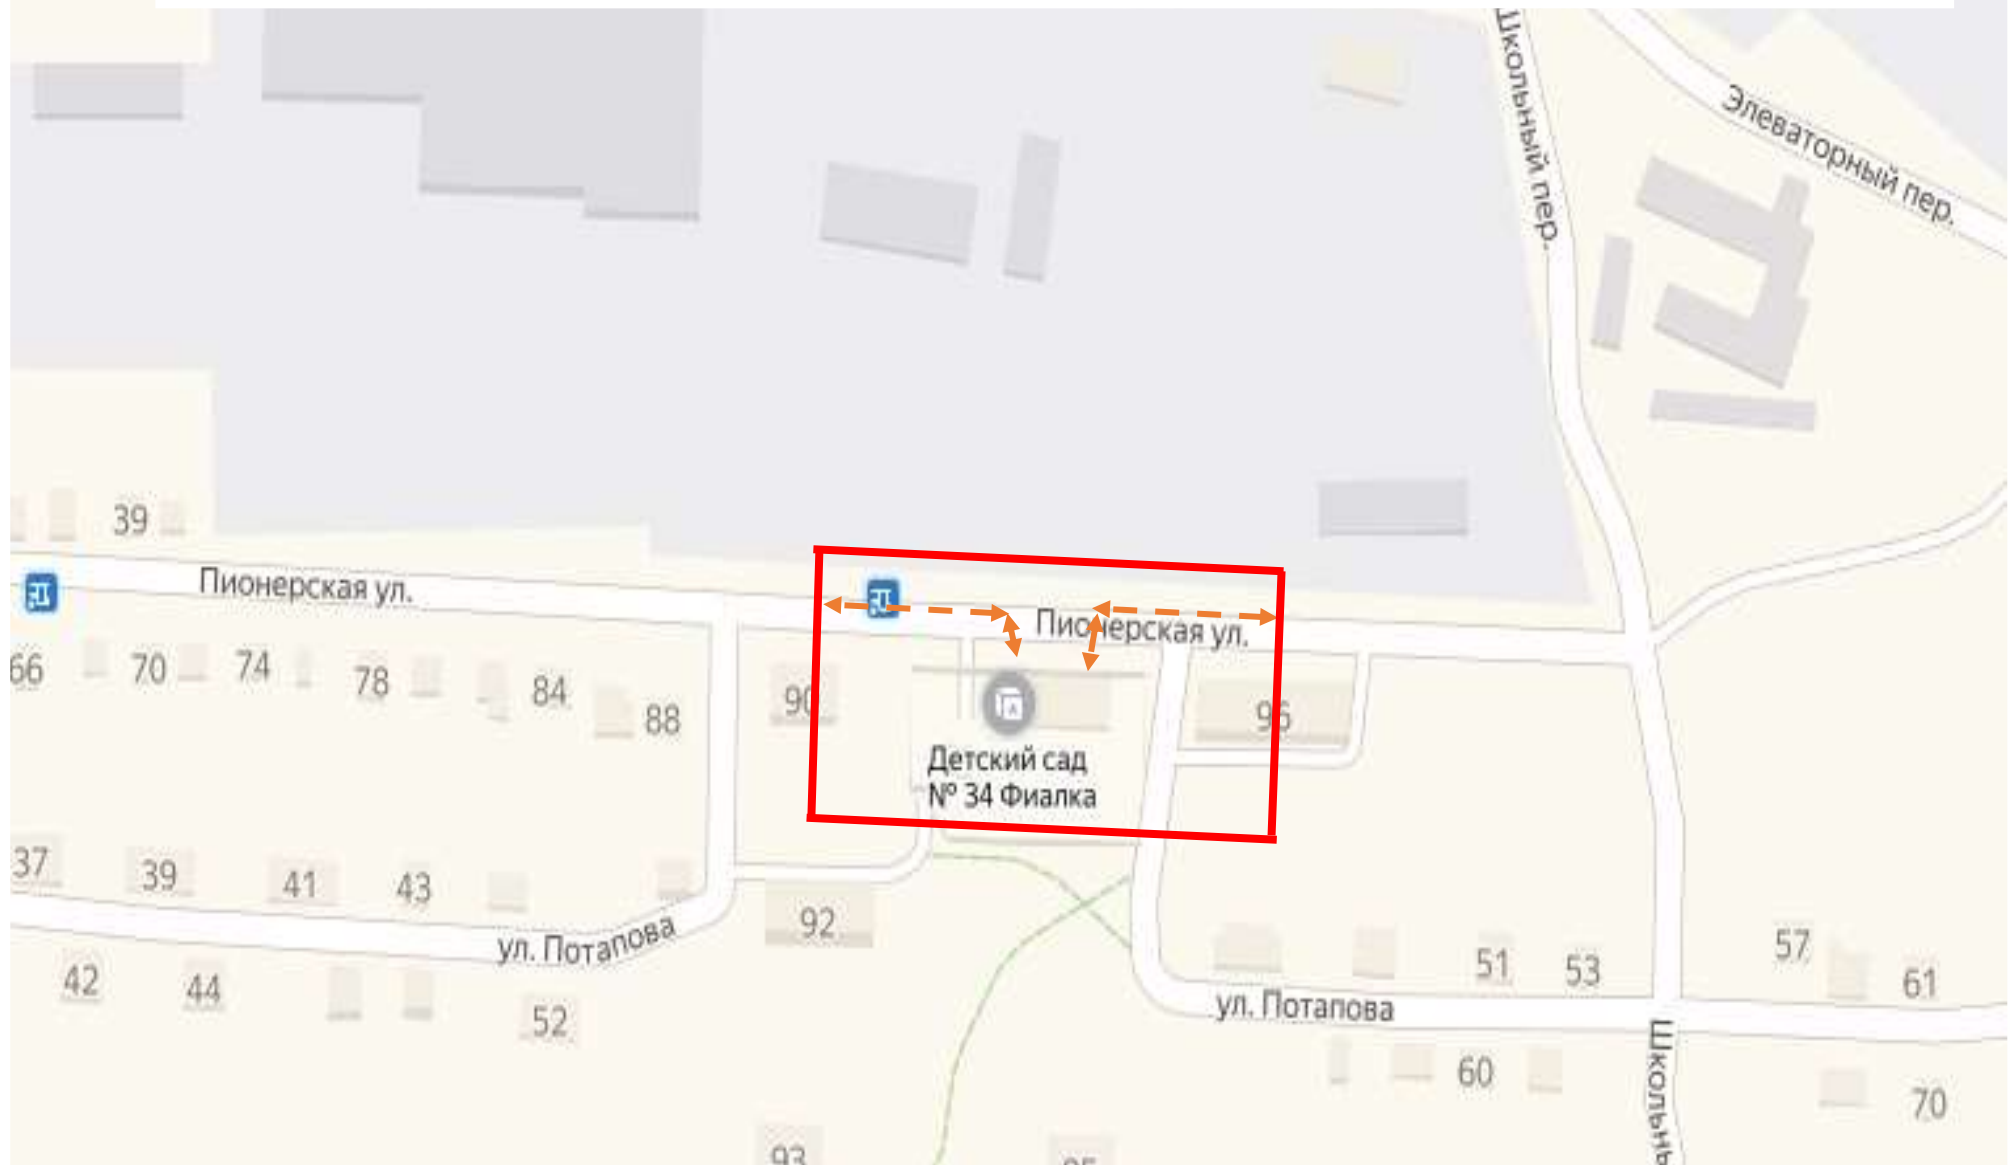 Школьный пер.
Элеваторный пер.
39
Пионерская ул.
Пионерская ул.
66
70
74
78
84
88
90
96
Детский сад
№ 34 Фиалка
37
39
41
43
92
ул. Потапова
42
44
52
51
53
57
61
ул. Потапова
60
70
Школьн
93